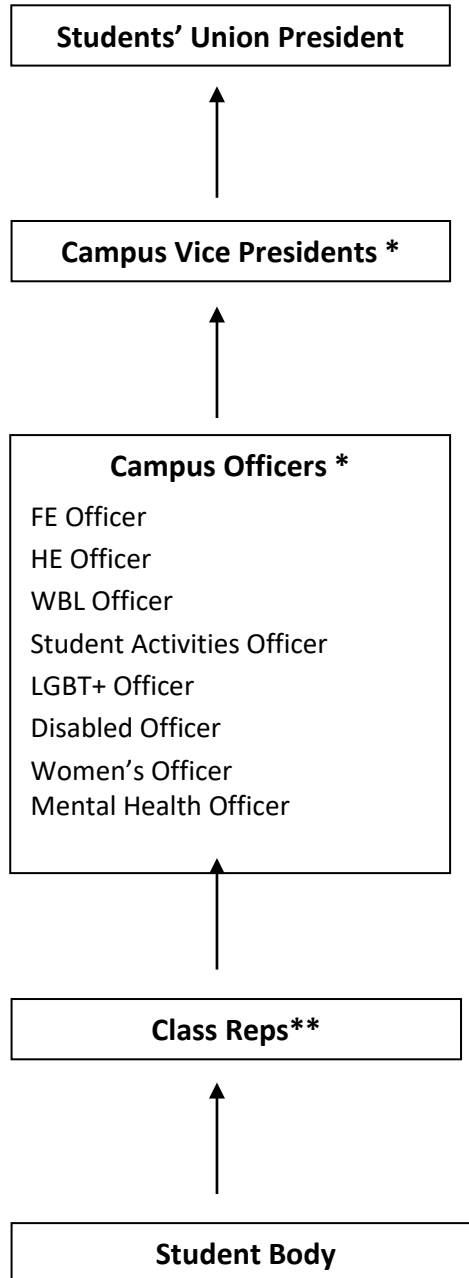 Students’ Union President
Campus Vice Presidents *
Campus Officers *
FE Officer
HE Officer
WBL Officer
Student Activities Officer
LGBT+ Officer
Disabled Officer
Women’s Officer
Mental Health Officer
Class Reps**
Student Body